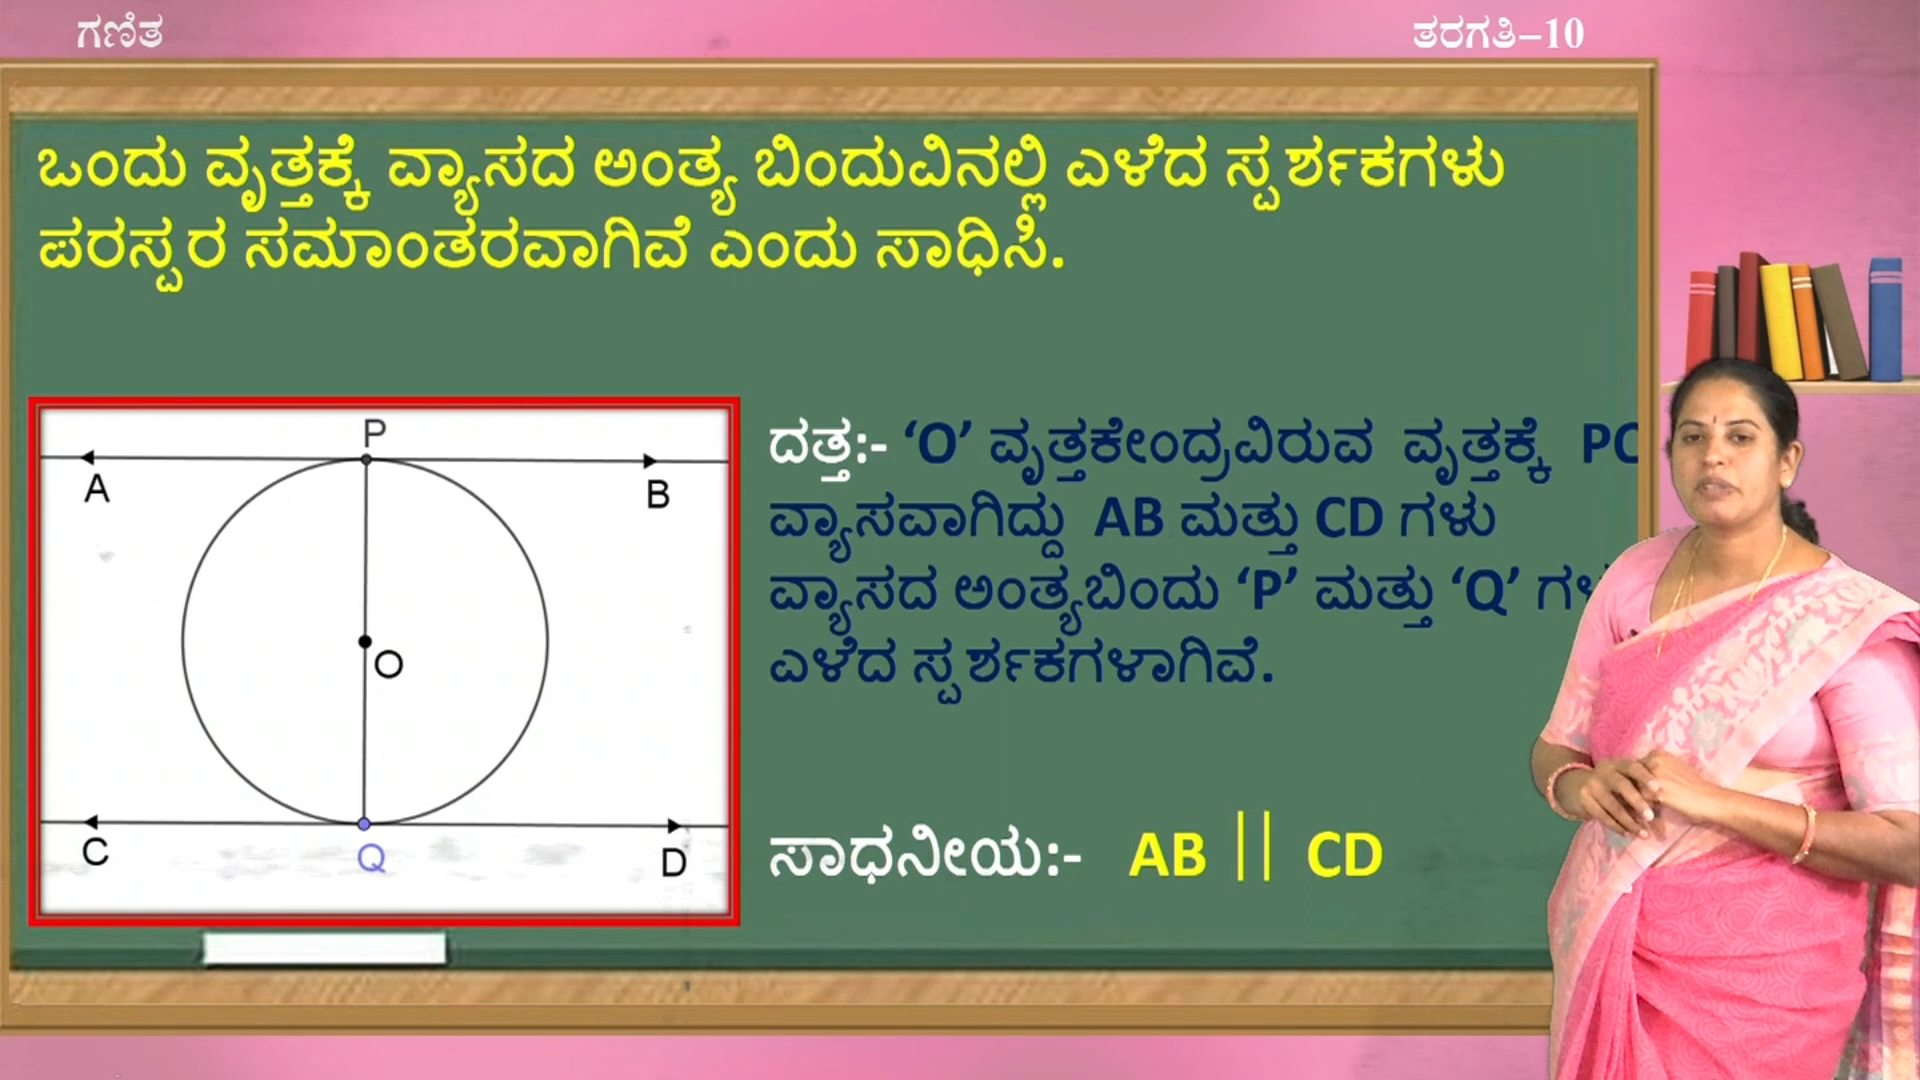 ಗಣಿತ
ತರಗತಿ–10
ಒಂದು ವೃತ್ತಕ್ಕೆ ವ್ಯಾಸದ ಅಂತ್ಯ ಬಿಂದುವಿನಲ್ಲಿ ಎಳೆದ ಸ್ಪರ್ಶಕಗಳು
ಪರಸ್ಪರ ಸಮಾಂತರವಾಗಿವೆ ಎಂದು ಸಾಧಿಸಿ.
P
A
B
O
C
Q
D
ದತ್ತ:- ‘O’ ವೃತ್ತಕೇಂದ್ರವಿರುವ ವೃತ್ತಕ್ಕೆ
ವ್ಯಾಸವಾಗಿದ್ದು AB ಮತ್ತು CD ಗಳು
ವ್ಯಾಸದ ಅಂತ್ಯಬಿಂದು ‘P’ ಮತ್ತು ‘Q’
ಎಳೆದ ಸ್ಪರ್ಶಕಗಳಾಗಿವೆ.
ಸಾಧನೀಯ:- AB || CD